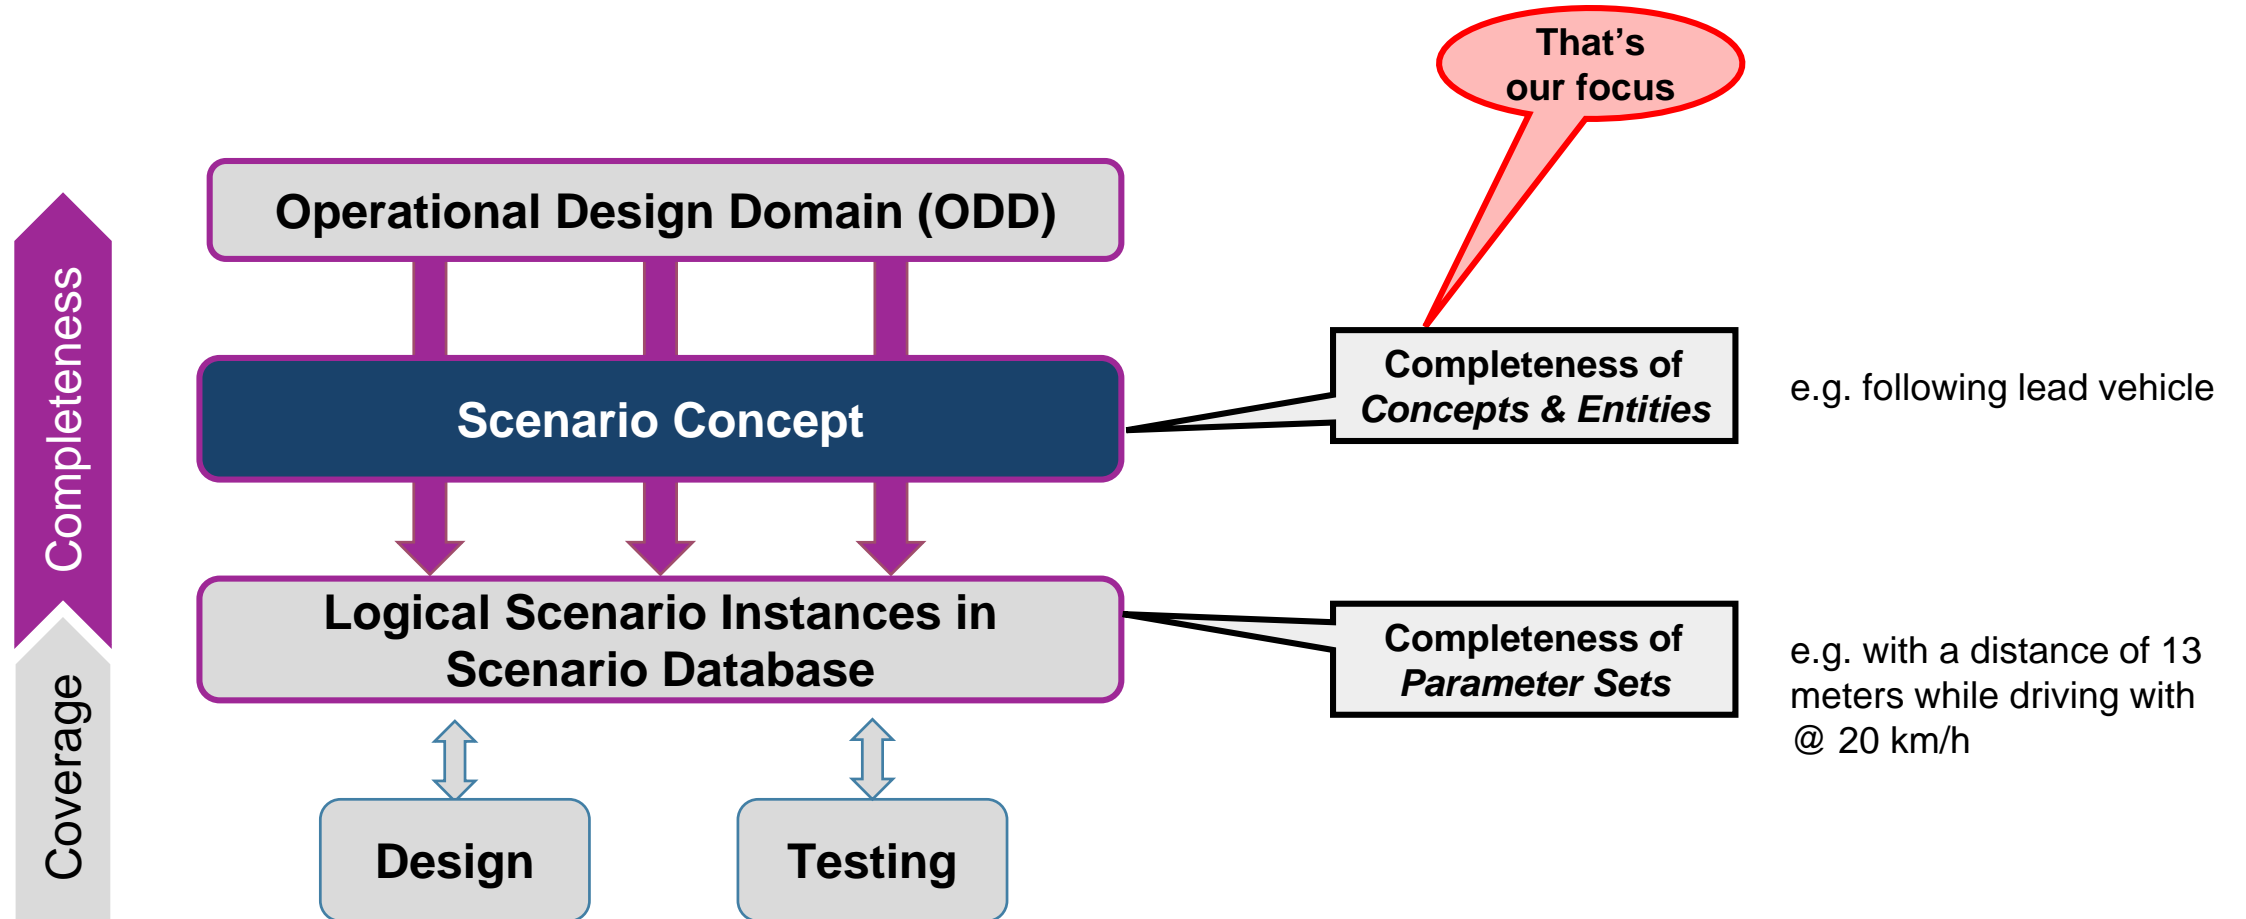 That’s
our focus
Operational Design Domain (ODD)
Completeness
Scenario Concept
Completeness of
Concepts & Entities
e.g. following lead vehicle
Logical Scenario Instances in
Scenario Database
Completeness of
Parameter Sets
e.g. with a distance of 13
meters while driving with
@ 20 km/h
Coverage
Design
Testing